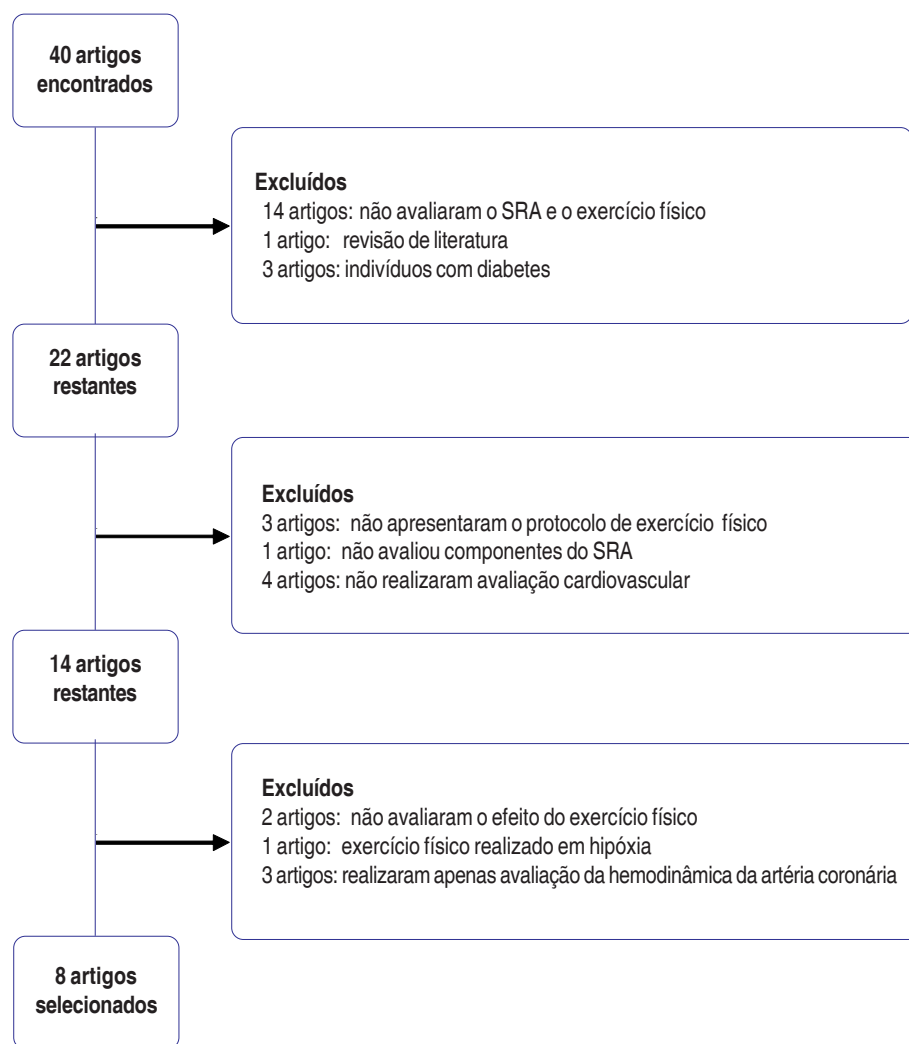 40 artigos
encontrados
Excluídos
14 artigos: não avaliaram o SRA e o exercício físico
1 artigo: revisão de literatura
3 artigos: indivíduos com diabetes
22 artigos
restantes
Excluídos
3 artigos: não apresentaram o protocolo de exercício físico
1 artigo: não avaliou componentes do SRA
4 artigos: não realizaram avaliação cardiovascular
14 artigos
restantes
Excluídos
2 artigos: não avaliaram o efeito do exercício físico
1 artigo: exercício físico realizado em hipóxia
3 artigos: realizaram apenas avaliação da hemodinâmica da artéria coronária
8 artigos
selecionados